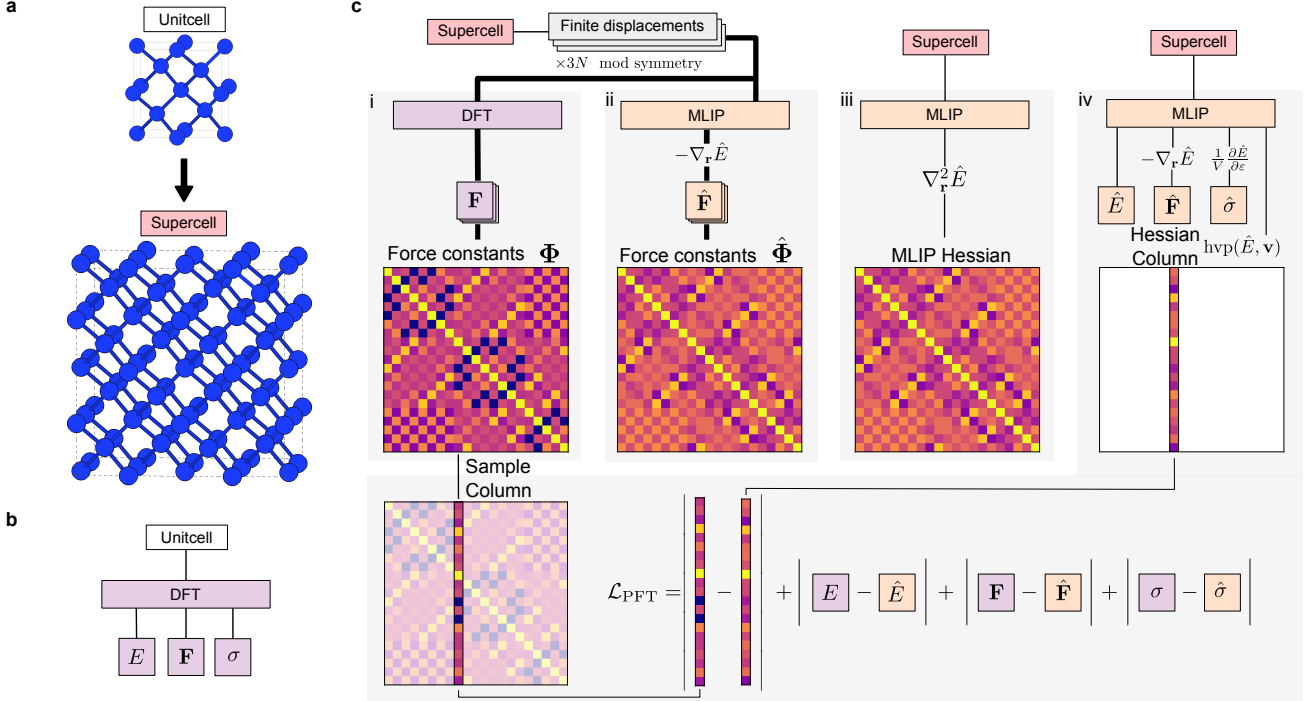 a
Unitcell
Supercell
b
Unitcell
DFT
E F σ
c
Supercell
Finite displacements
×3N mod symmetry
i
DFT
F
Force constants Φ
ii
MLIP
−∇_r Ê
F̂
Force constants Φ̂
iii
Supercell
MLIP
∇²_r Ê
MLIP Hessian
iv
Supercell
MLIP
−∇_r Ê
1/V ∂Ê/∂ε
Ê F̂ σ̂
hvp(Ê, v)
Hessian
Column
Sample
Column
ℒ_PFT = | − | + | E − Ê | + | F − F̂ | + | σ − σ̂ |